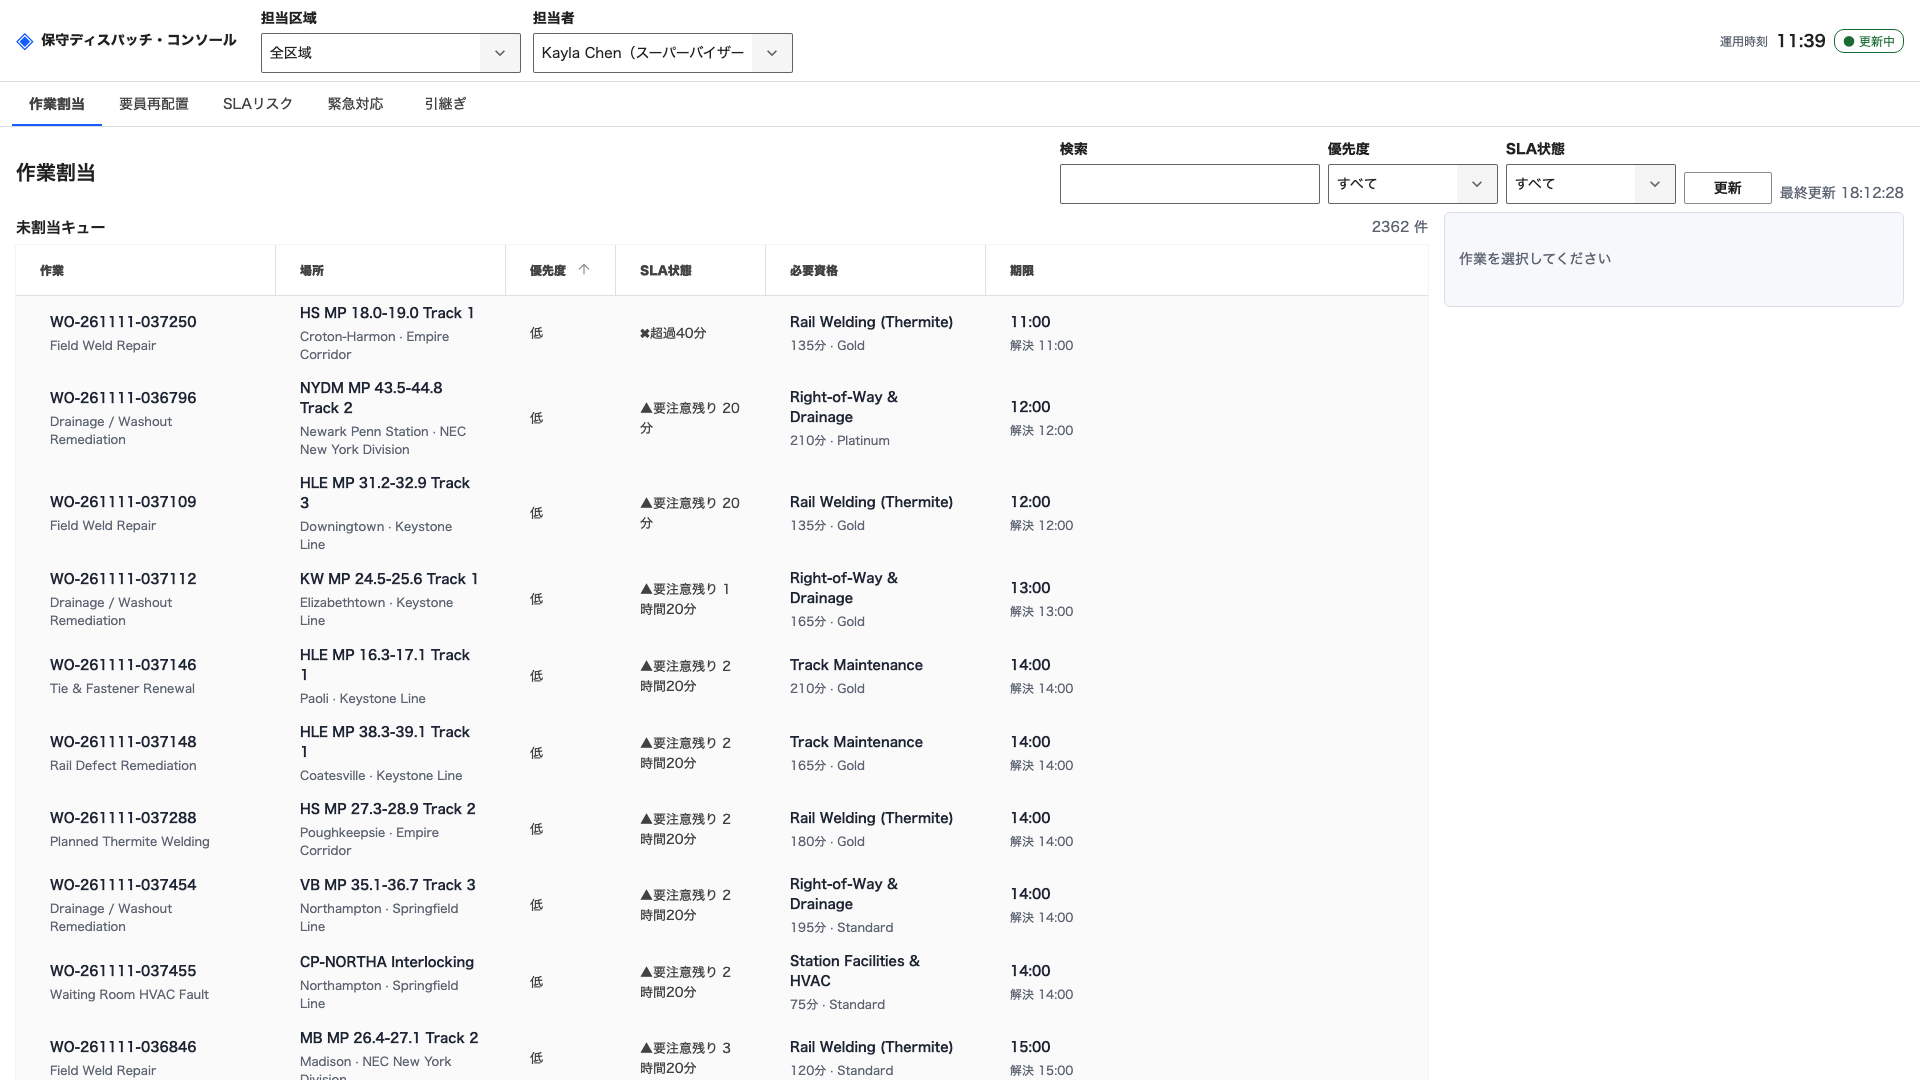 保守ディスパッチ・コンソール
担当区域
全区域
担当者
Kayla Chen（スーパーバイザー
運用時刻 11:39 更新中
作業割当 要員再配置 SLAリスク 緊急対応 引継ぎ
作業割当
検索
優先度
すべて
SLA状態
すべて
更新
最終更新 18:12:28
未割当キュー
2362 件
作業を選択してください
作業 場所 優先度 SLA状態 必要資格 期限
WO-261111-037250
Field Weld Repair
HS MP 18.0-19.0 Track 1
Croton-Harmon · Empire
Corridor
低
✖超過40分
Rail Welding (Thermite)
135分 · Gold
11:00
解決 11:00
WO-261111-036796
Drainage / Washout
Remediation
NYDM MP 43.5-44.8
Track 2
Newark Penn Station · NEC
New York Division
低
▲要注意残り 20
分
Right-of-Way &
Drainage
210分 · Platinum
12:00
解決 12:00
WO-261111-037109
Field Weld Repair
HLE MP 31.2-32.9 Track
3
Downingtown · Keystone
Line
低
▲要注意残り 20
分
Rail Welding (Thermite)
135分 · Gold
12:00
解決 12:00
WO-261111-037112
Drainage / Washout
Remediation
KW MP 24.5-25.6 Track 1
Elizabethtown · Keystone
Line
低
▲要注意残り 1
時間20分
Right-of-Way &
Drainage
165分 · Gold
13:00
解決 13:00
WO-261111-037146
Tie & Fastener Renewal
HLE MP 16.3-17.1 Track
1
Paoli · Keystone Line
低
▲要注意残り 2
時間20分
Track Maintenance
210分 · Gold
14:00
解決 14:00
WO-261111-037148
Rail Defect Remediation
HLE MP 38.3-39.1 Track
1
Coatesville · Keystone Line
低
▲要注意残り 2
時間20分
Track Maintenance
165分 · Gold
14:00
解決 14:00
WO-261111-037288
Planned Thermite Welding
HS MP 27.3-28.9 Track 2
Poughkeepsie · Empire
Corridor
低
▲要注意残り 2
時間20分
Rail Welding (Thermite)
180分 · Gold
14:00
解決 14:00
WO-261111-037454
Drainage / Washout
Remediation
VB MP 35.1-36.7 Track 3
Northampton · Springfield
Line
低
▲要注意残り 2
時間20分
Right-of-Way &
Drainage
195分 · Standard
14:00
解決 14:00
WO-261111-037455
Waiting Room HVAC Fault
CP-NORTHA Interlocking
Northampton · Springfield
Line
低
▲要注意残り 2
時間20分
Station Facilities &
HVAC
75分 · Standard
14:00
解決 14:00
WO-261111-036846
Field Weld Repair
MB MP 26.4-27.1 Track 2
Madison · NEC New York
Division
低
▲要注意残り 3
時間20分
Rail Welding (Thermite)
120分 · Standard
15:00
解決 15:00